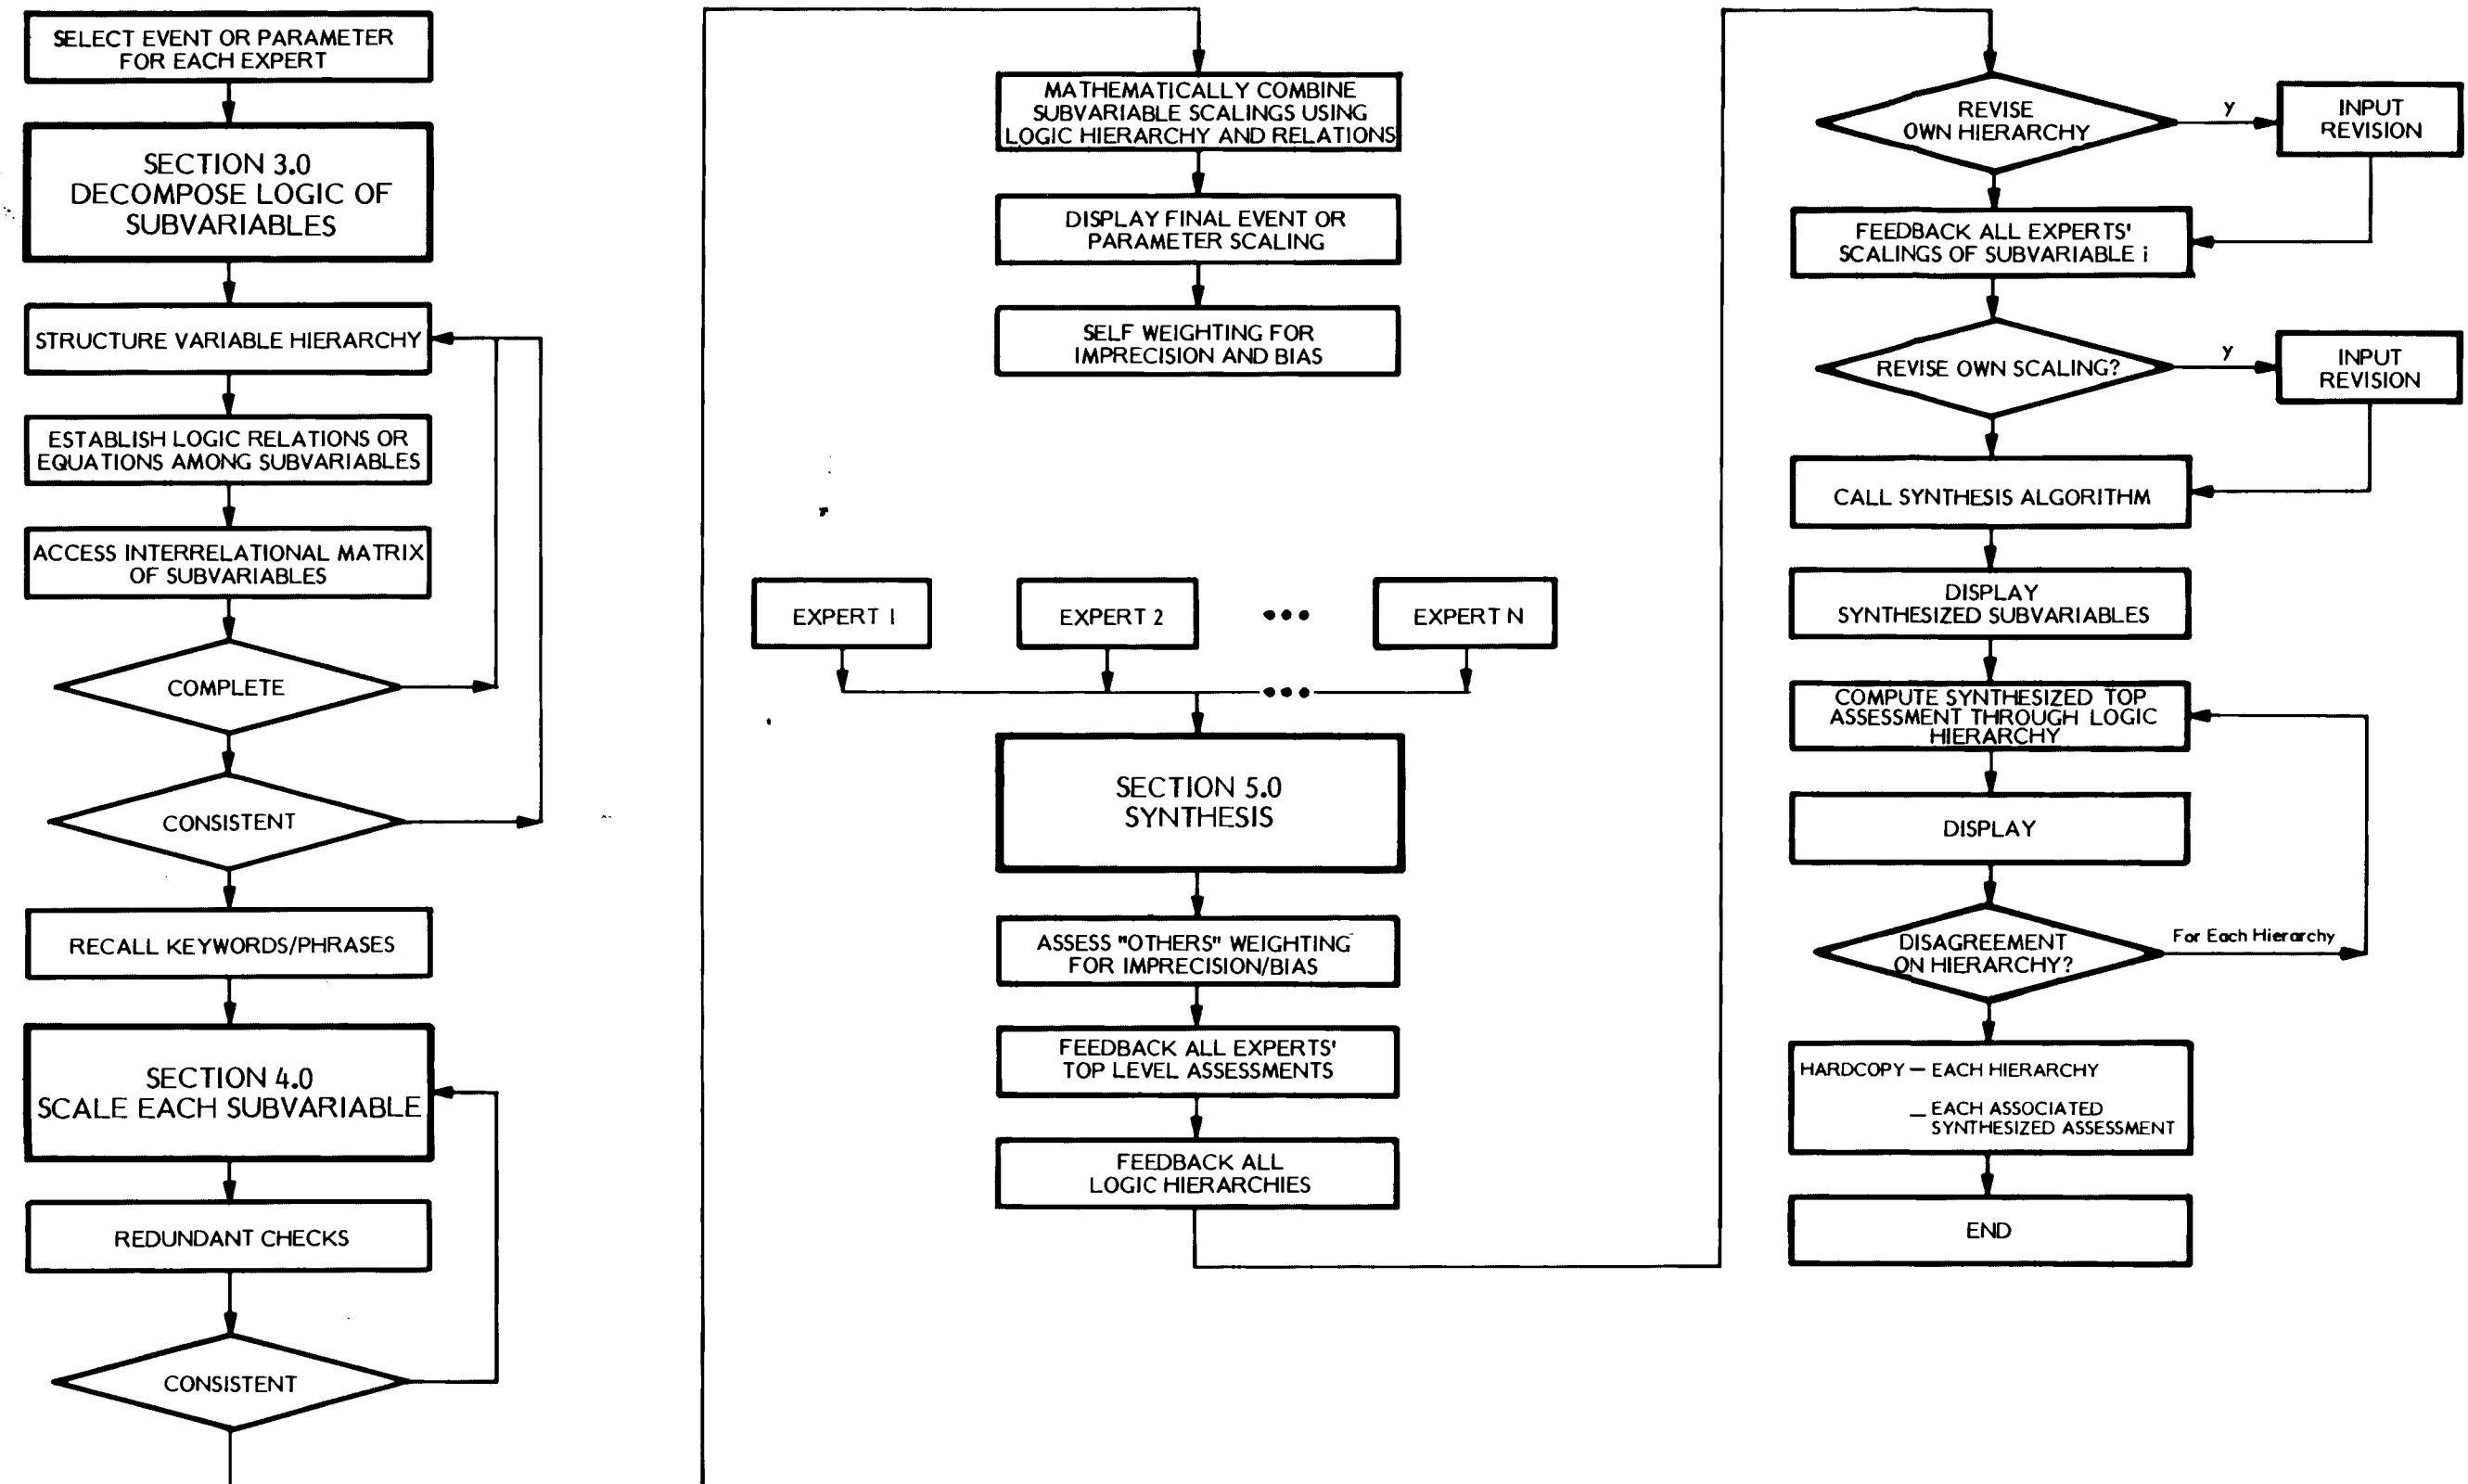 SELECT EVENT OR PARAMETER
FOR EACH EXPERT
SECTION 3.0
DECOMPOSE LOGIC OF
SUBVARIABLES
STRUCTURE VARIABLE HIERARCHY
ESTABLISH LOGIC RELATIONS OR
EQUATIONS AMONG SUBVARIABLES
ACCESS INTERRELATIONAL MATRIX
OF SUBVARIABLES
COMPLETE
CONSISTENT
RECALL KEYWORDS/PHRASES
SECTION 4.0
SCALE EACH SUBVARIABLE
REDUNDANT CHECKS
CONSISTENT
MATHEMATICALLY COMBINE
SUBVARIABLE SCALINGS USING
LOGIC HIERARCHY AND RELATIONS
DISPLAY FINAL EVENT OR
PARAMETER SCALING
SELF WEIGHTING FOR
IMPRECISION AND BIAS
EXPERT 1
EXPERT 2
•••
EXPERT N
•••
SECTION 5.0
SYNTHESIS
ASSESS "OTHERS" WEIGHTING
FOR IMPRECISION/BIAS
FEEDBACK ALL EXPERTS'
TOP LEVEL ASSESSMENTS
FEEDBACK ALL
LOGIC HIERARCHIES
REVISE
OWN HIERARCHY
y
INPUT
REVISION
FEEDBACK ALL EXPERTS'
SCALINGS OF SUBVARIABLE i
REVISE OWN SCALING?
y
INPUT
REVISION
CALL SYNTHESIS ALGORITHM
DISPLAY
SYNTHESIZED SUBVARIABLES
COMPUTE SYNTHESIZED TOP
ASSESSMENT THROUGH LOGIC
HIERARCHY
DISPLAY
DISAGREEMENT
ON HIERARCHY?
For Each Hierarchy
HARDCOPY — EACH HIERARCHY
— EACH ASSOCIATED
SYNTHESIZED ASSESSMENT
END